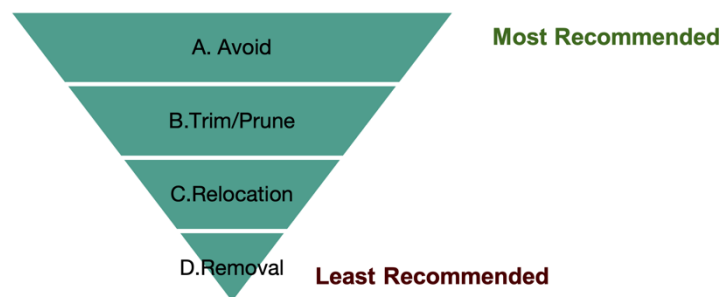 A. Avoid
Most Recommended
B.Trim/Prune
C.Relocation
D.Removal
Least Recommended